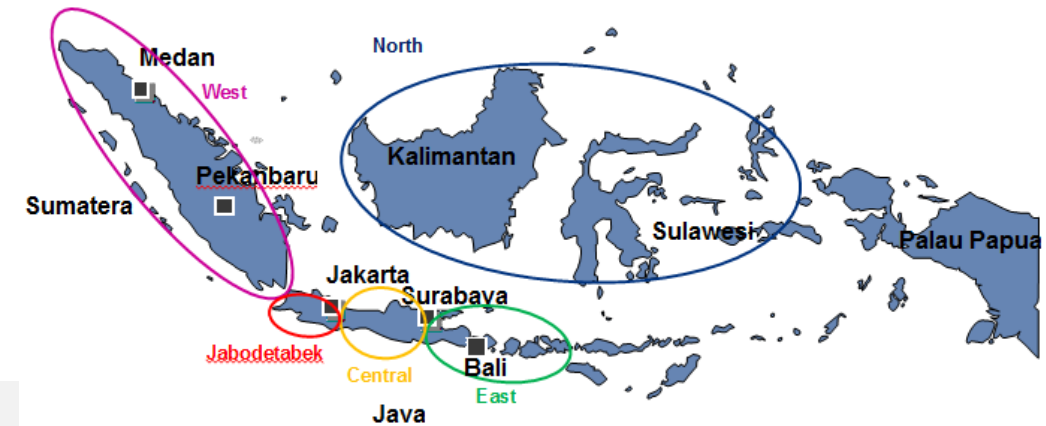 North
Medan
West
Kalimantan
Pekanbaru
Sumatera
Sulawesi
Palau Papua
Jakarta
Surabaya
Jabodetabek
Bali
Central
East
Java